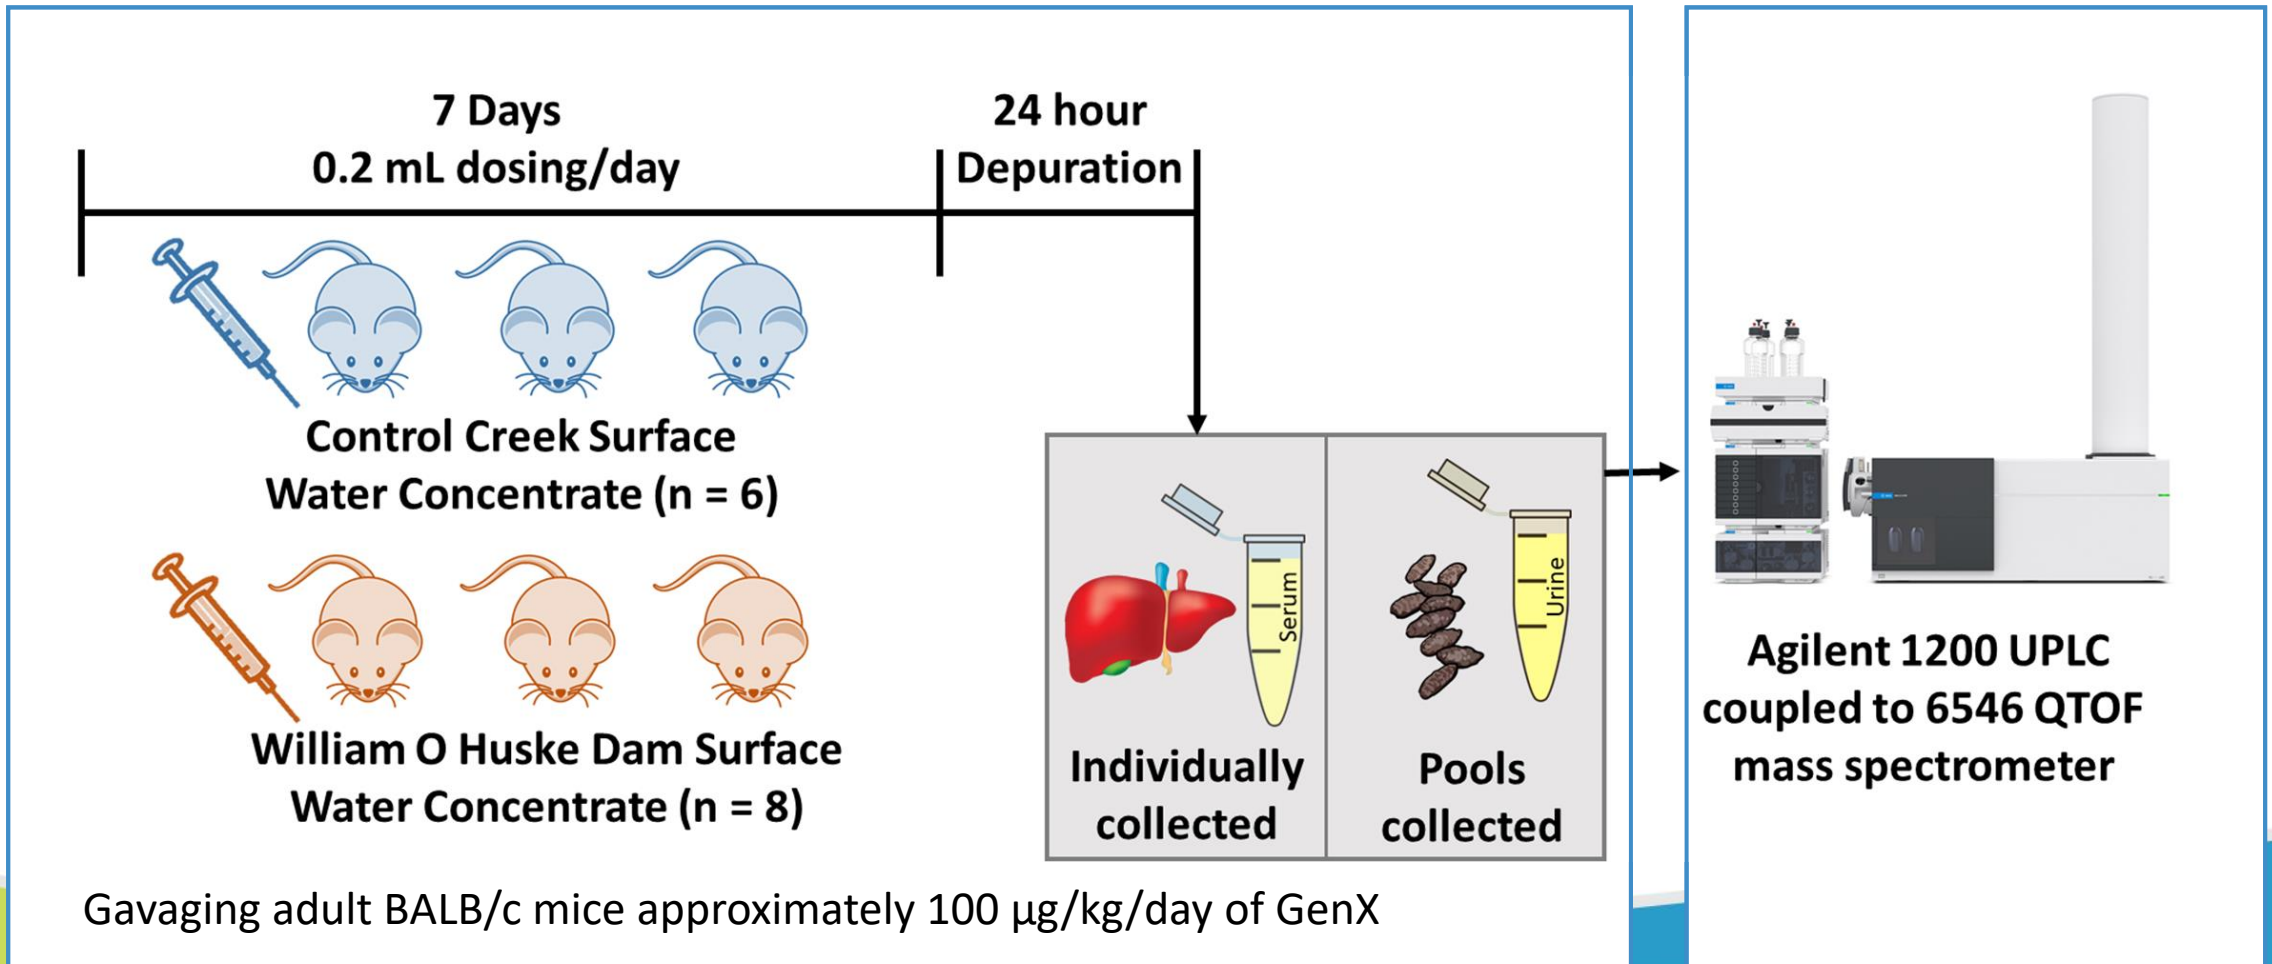 7 Days
0.2 mL dosing/day
24 hour
Depuration
Control Creek Surface
Water Concentrate (n = 6)
William O Huske Dam Surface
Water Concentrate (n = 8)
Serum
Urine
Individually
collected
Pools
collected
Agilent 1200 UPLC
coupled to 6546 QTOF
mass spectrometer
Gavaging adult BALB/c mice approximately 100 µg/kg/day of GenX